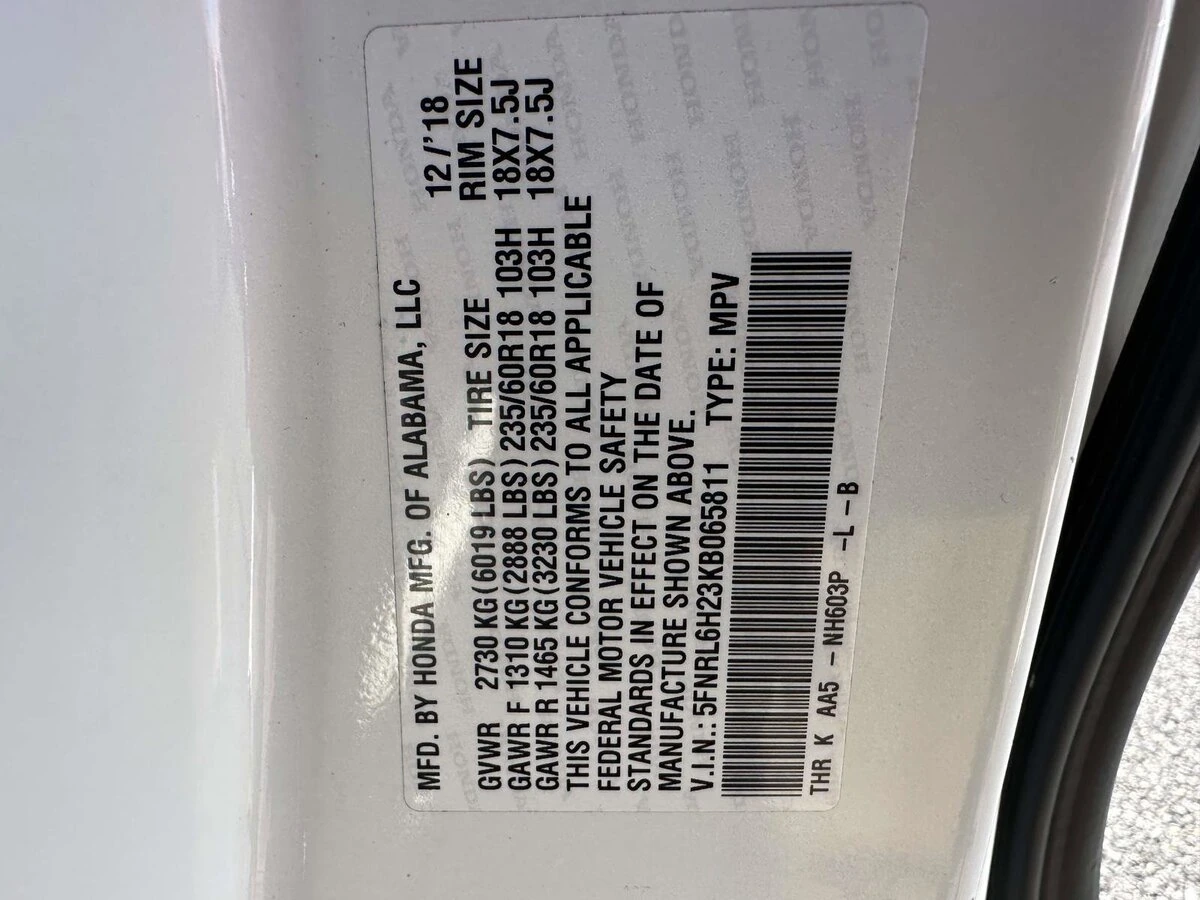 MFD. BY HONDA MFG. OF ALABAMA, LLC 12/'18
GVWR 2730 KG(6019 LBS) TIRE SIZE RIM SIZE
GAWR F 1310 KG(2888 LBS) 235/60R18 103H 18X7.5J
GAWR R 1465 KG(3230 LBS) 235/60R18 103H 18X7.5J
THIS VEHICLE CONFORMS TO ALL APPLICABLE
FEDERAL MOTOR VEHICLE SAFETY
STANDARDS IN EFFECT ON THE DATE OF
MANUFACTURE SHOWN ABOVE.
V.I.N.: 5FNRL6H23KB065811 TYPE: MPV
THR K AA5 -NH603P -L -B